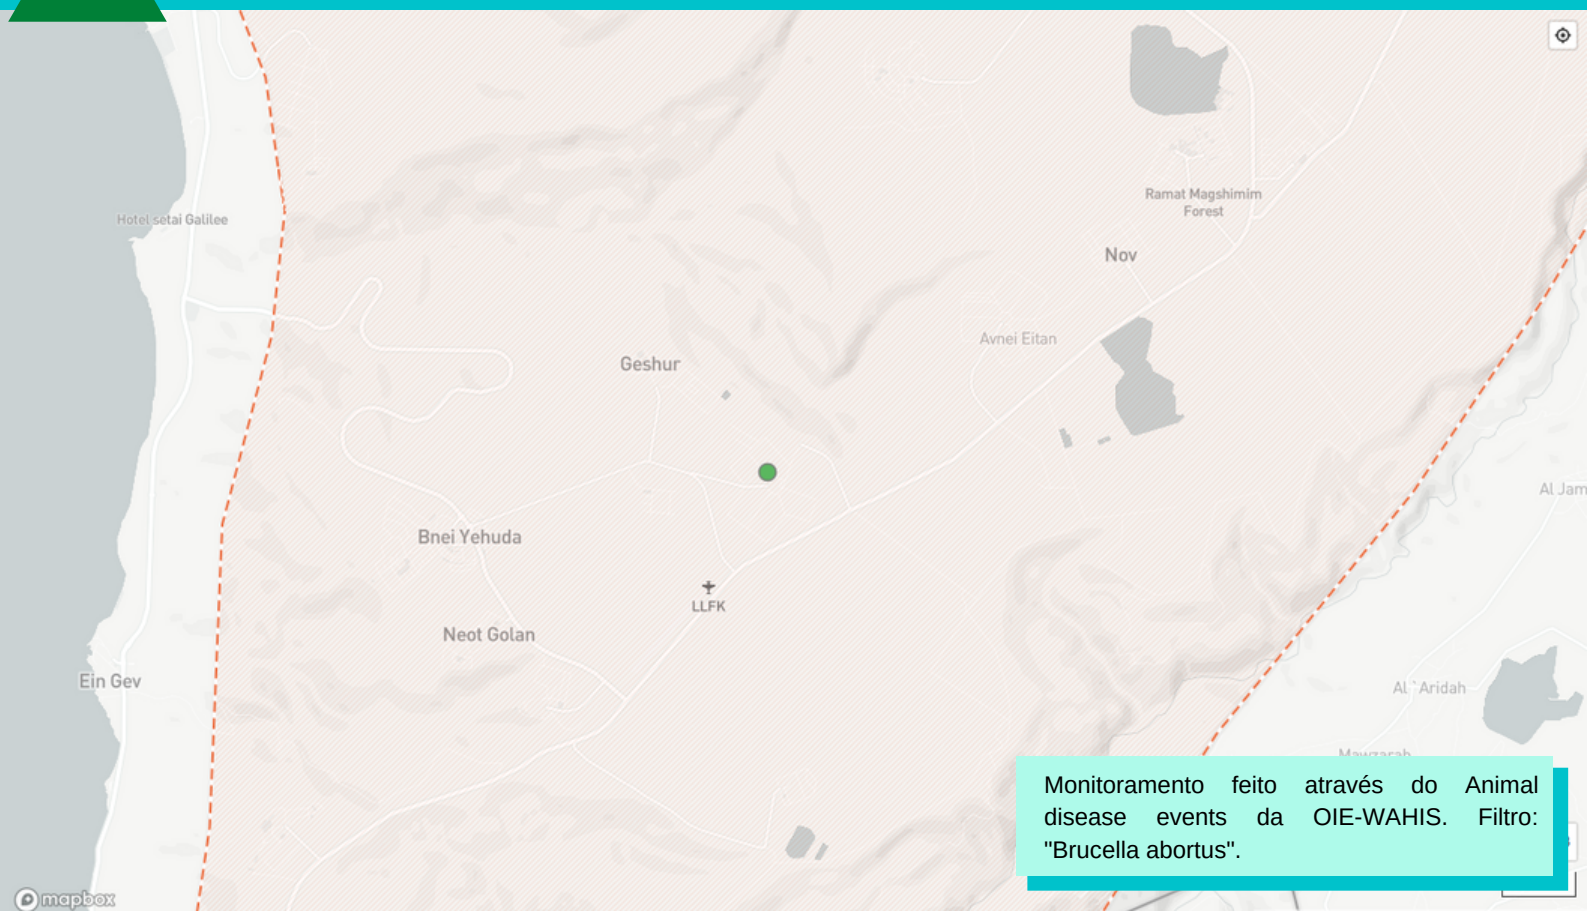 Hotel setai Galilee
Ramat Magshimim
Forest
Nov
Avnei Eitan
Geshur
Al Jam
Bnei Yehuda
LLFK
Neot Golan
Ein Gev
Al `Aridah
Mawzarah
Monitoramento feito através do Animal
disease events da OIE-WAHIS. Filtro:
"Brucella abortus".
mapbox